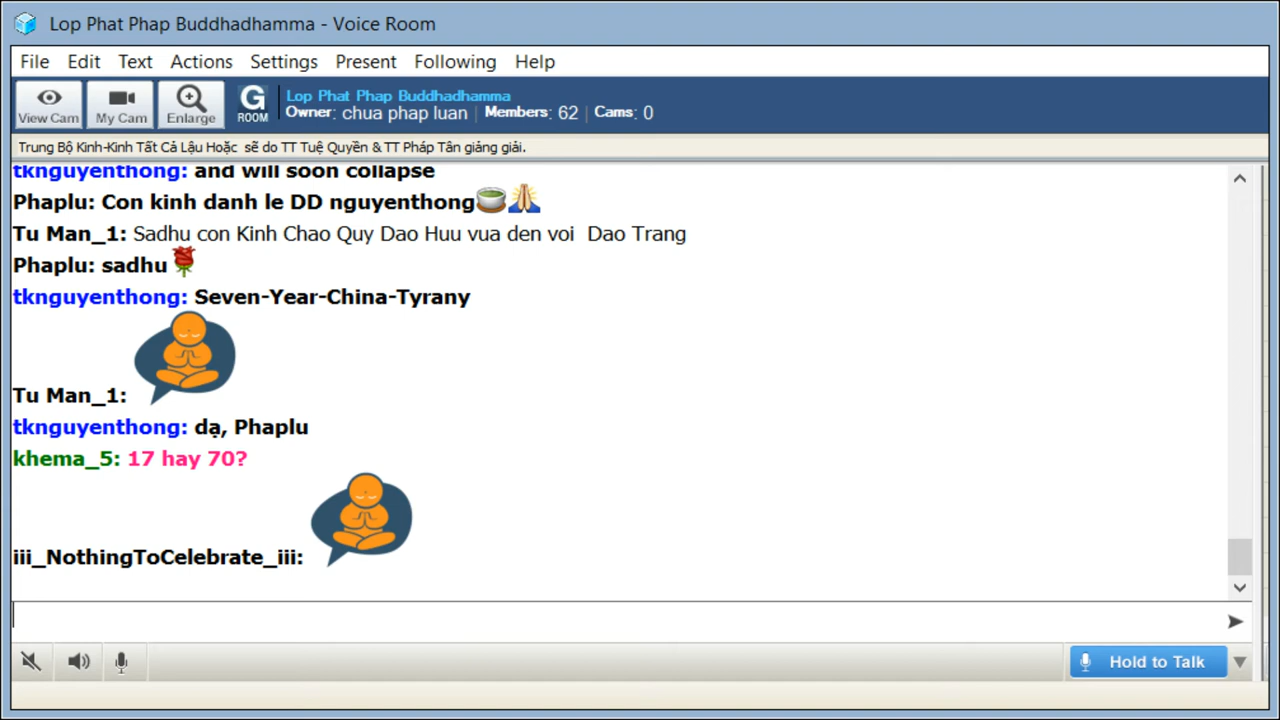 Lop Phat Phap Buddhadhamma - Voice Room
File Edit Text Actions Settings Present Following Help
View Cam My Cam Enlarge G ROOM
Lop Phat Phap Buddhadhamma
Owner: chua phap luan | Members: 62 | Cams: 0
Trung Bộ Kinh-Kinh Tất Cả Lậu Hoặc sẽ do TT Tuệ Quyền & TT Pháp Tân giảng giải.
tknguyenthong: and will soon collapse
Phaplu: Con kinh danh le DD nguyenthong🍵🙏
Tu Man_1: Sadhu con Kinh Chao Quy Dao Huu vua den voi Dao Trang
Phaplu: sadhu🌹
tknguyenthong: Seven-Year-China-Tyrany
Tu Man_1:
tknguyenthong: dạ, Phaplu
khema_5: 17 hay 70?
iii_NothingToCelebrate_iii:
Hold to Talk